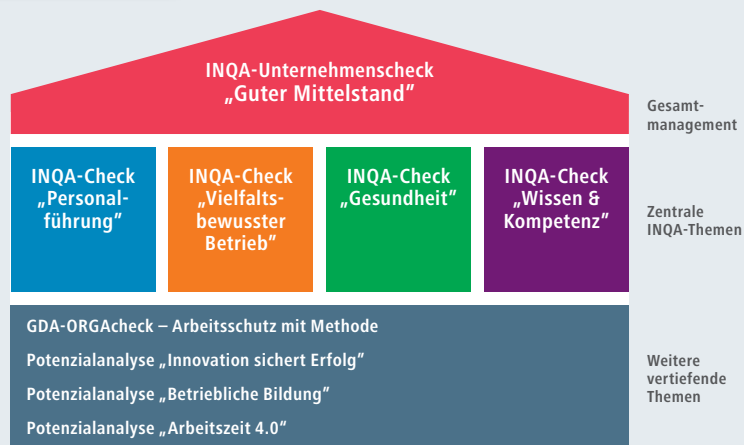 INQA-Unternehmenscheck
„Guter Mittelstand”
Gesamt-
management
INQA-Check
„Personal-
führung”
INQA-Check
„Vielfalts-
bewusster
Betrieb”
INQA-Check
„Gesundheit”
INQA-Check
„Wissen &
Kompetenz”
Zentrale
INQA-Themen
GDA-ORGAcheck – Arbeitsschutz mit Methode
Potenzialanalyse „Innovation sichert Erfolg”
Potenzialanalyse „Betriebliche Bildung”
Potenzialanalyse „Arbeitszeit 4.0“
Weitere
vertiefende
Themen